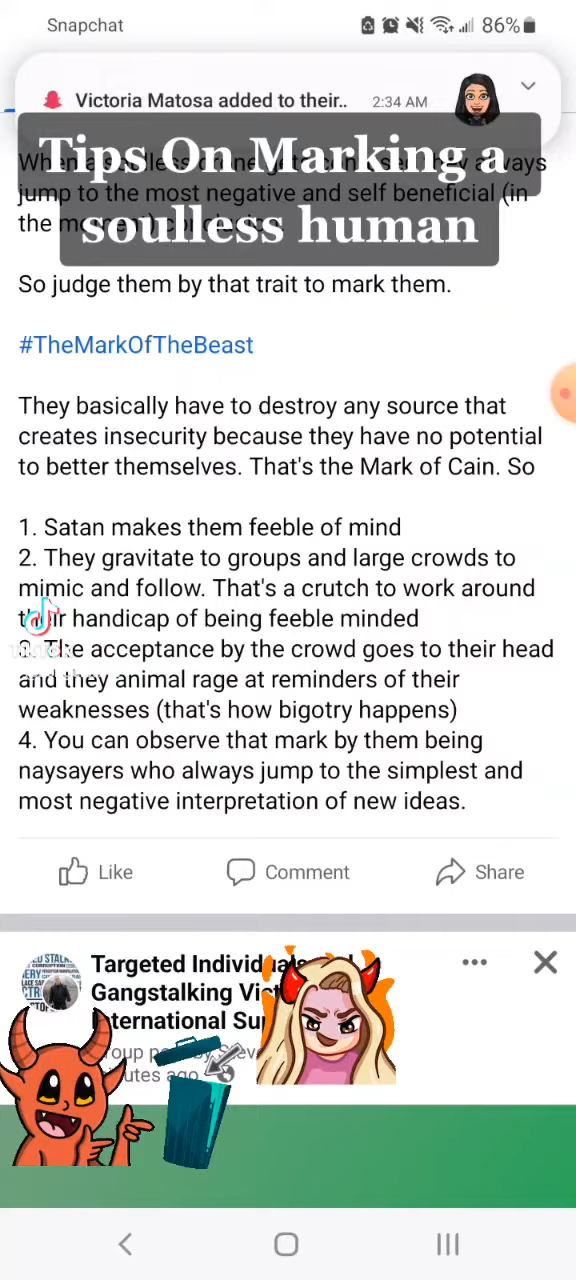 Snapchat
86%
Victoria Matosa added to their..
2:34 AM
Tips On Marking a
soulless human
always
jump to the most negative and self beneficial (in
the
So judge them by that trait to mark them.
#TheMarkOfTheBeast
They basically have to destroy any source that
creates insecurity because they have no potential
to better themselves. That's the Mark of Cain. So
1. Satan makes them feeble of mind
2. They gravitate to groups and large crowds to
mimic and follow. That's a crutch to work around
their handicap of being feeble minded
3. The acceptance by the crowd goes to their head
and they animal rage at reminders of their
weaknesses (that's how bigotry happens)
4. You can observe that mark by them being
naysayers who always jump to the simplest and
most negative interpretation of new ideas.
Like
Comment
Share
Targeted Individuals
Gangstalking
International